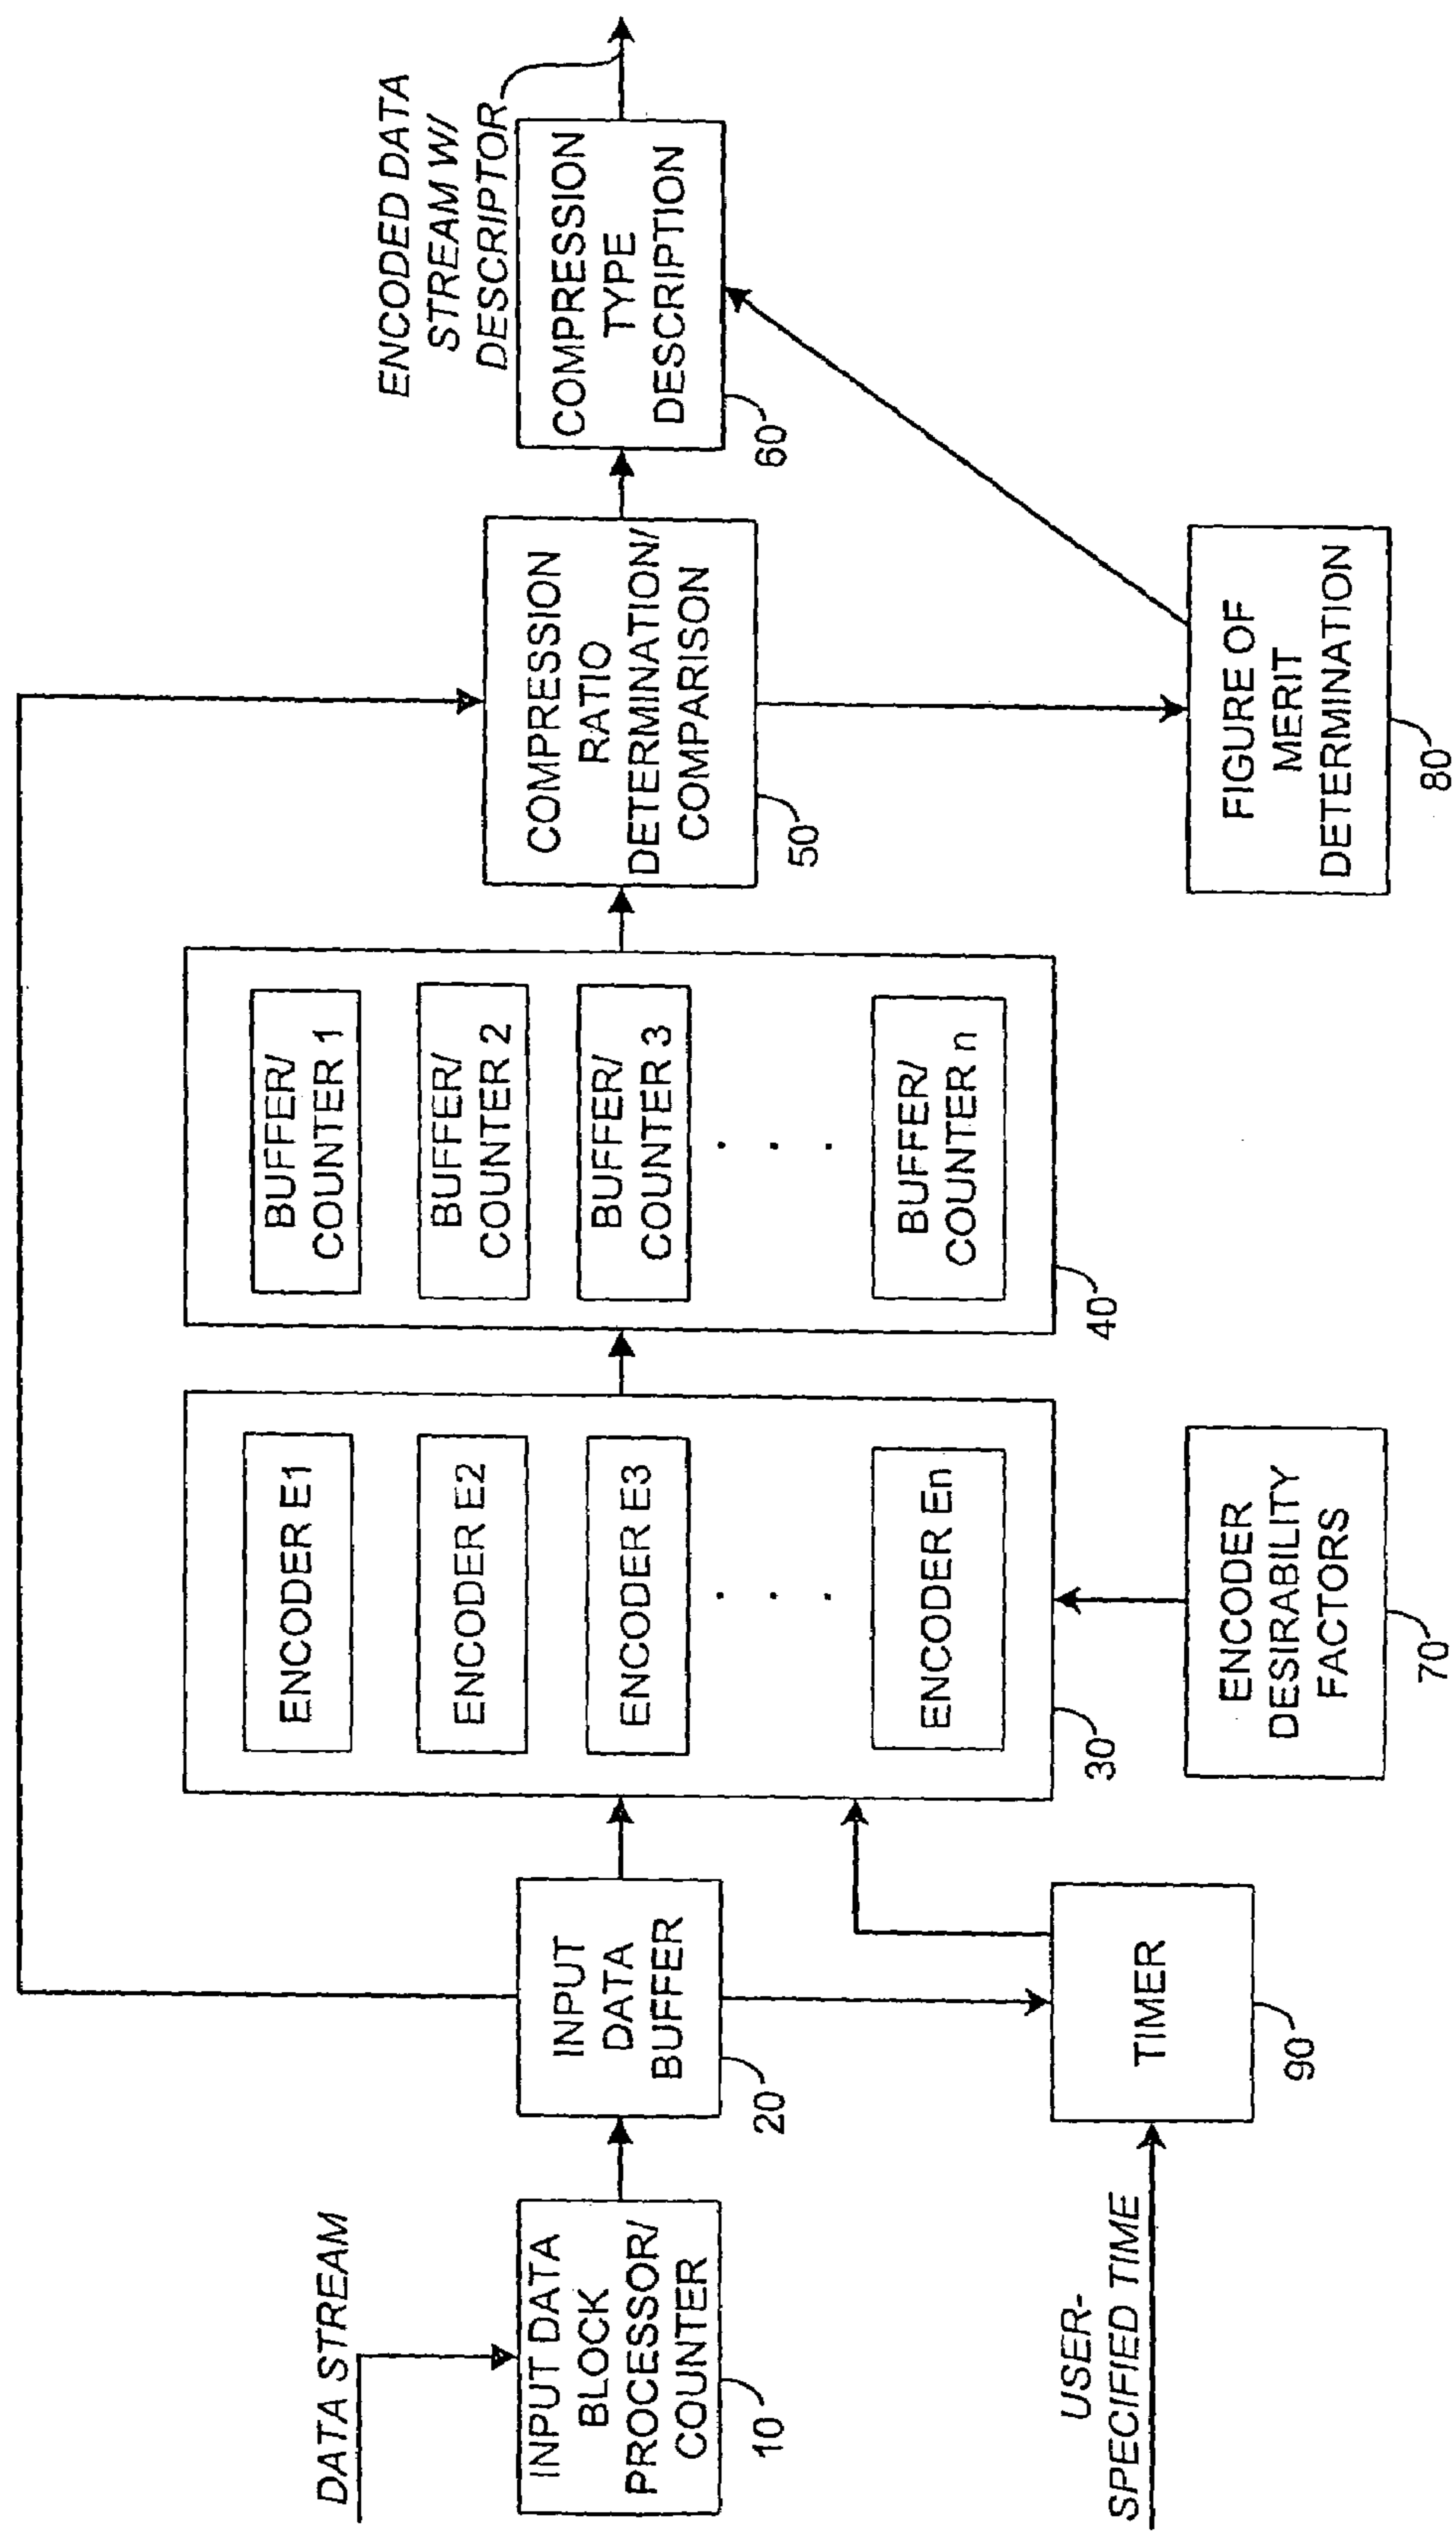 DATA STREAM
INPUT DATA
BLOCK
PROCESSOR/
COUNTER
10
INPUT
DATA
BUFFER
20
USER-
SPECIFIED TIME
TIMER
90
ENCODER E1
ENCODER E2
ENCODER E3
. . .
ENCODER En
30
ENCODER
DESIRABILITY
FACTORS
70
BUFFER/
COUNTER 1
BUFFER/
COUNTER 2
BUFFER/
COUNTER 3
. . .
BUFFER/
COUNTER n
40
COMPRESSION
RATIO
DETERMINATION/
COMPARISON
50
FIGURE OF
MERIT
DETERMINATION
80
ENCODED DATA
STREAM W/
DESCRIPTOR
COMPRESSION
TYPE
DESCRIPTION
60